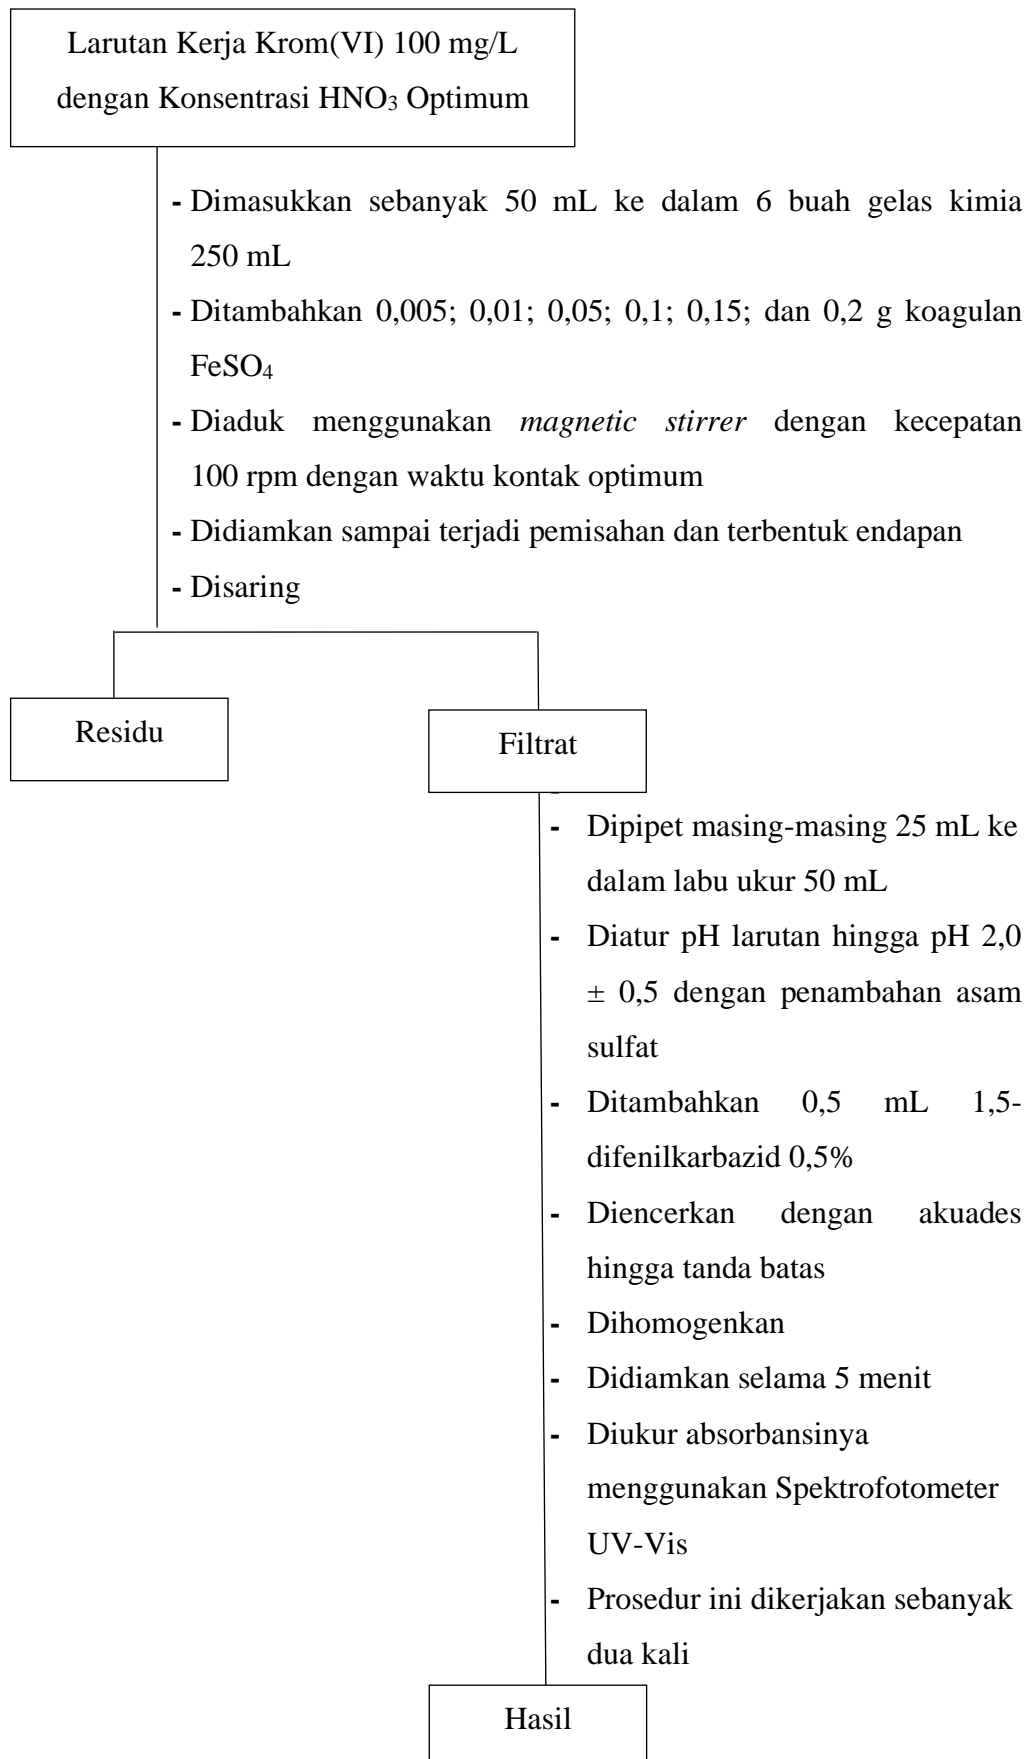 Larutan Kerja Krom(VI) 100 mg/L
dengan Konsentrasi HNO₃ Optimum
- Dimasukkan sebanyak 50 mL ke dalam 6 buah gelas kimia
250 mL
- Ditambahkan 0,005; 0,01; 0,05; 0,1; 0,15; dan 0,2 g koagulan
FeSO₄
- Diaduk menggunakan magnetic stirrer dengan kecepatan
100 rpm dengan waktu kontak optimum
- Didiamkan sampai terjadi pemisahan dan terbentuk endapan
- Disaring
Residu
Filtrat
-
- Dipipet masing-masing 25 mL ke
dalam labu ukur 50 mL
- Diatur pH larutan hingga pH 2,0
± 0,5 dengan penambahan asam
sulfat
- Ditambahkan 0,5 mL 1,5-
difenilkarbazid 0,5%
- Diencerkan dengan akuades
hingga tanda batas
- Dihomogenkan
- Didiamkan selama 5 menit
- Diukur absorbansinya
menggunakan Spektrofotometer
UV-Vis
- Prosedur ini dikerjakan sebanyak
dua kali
Hasil